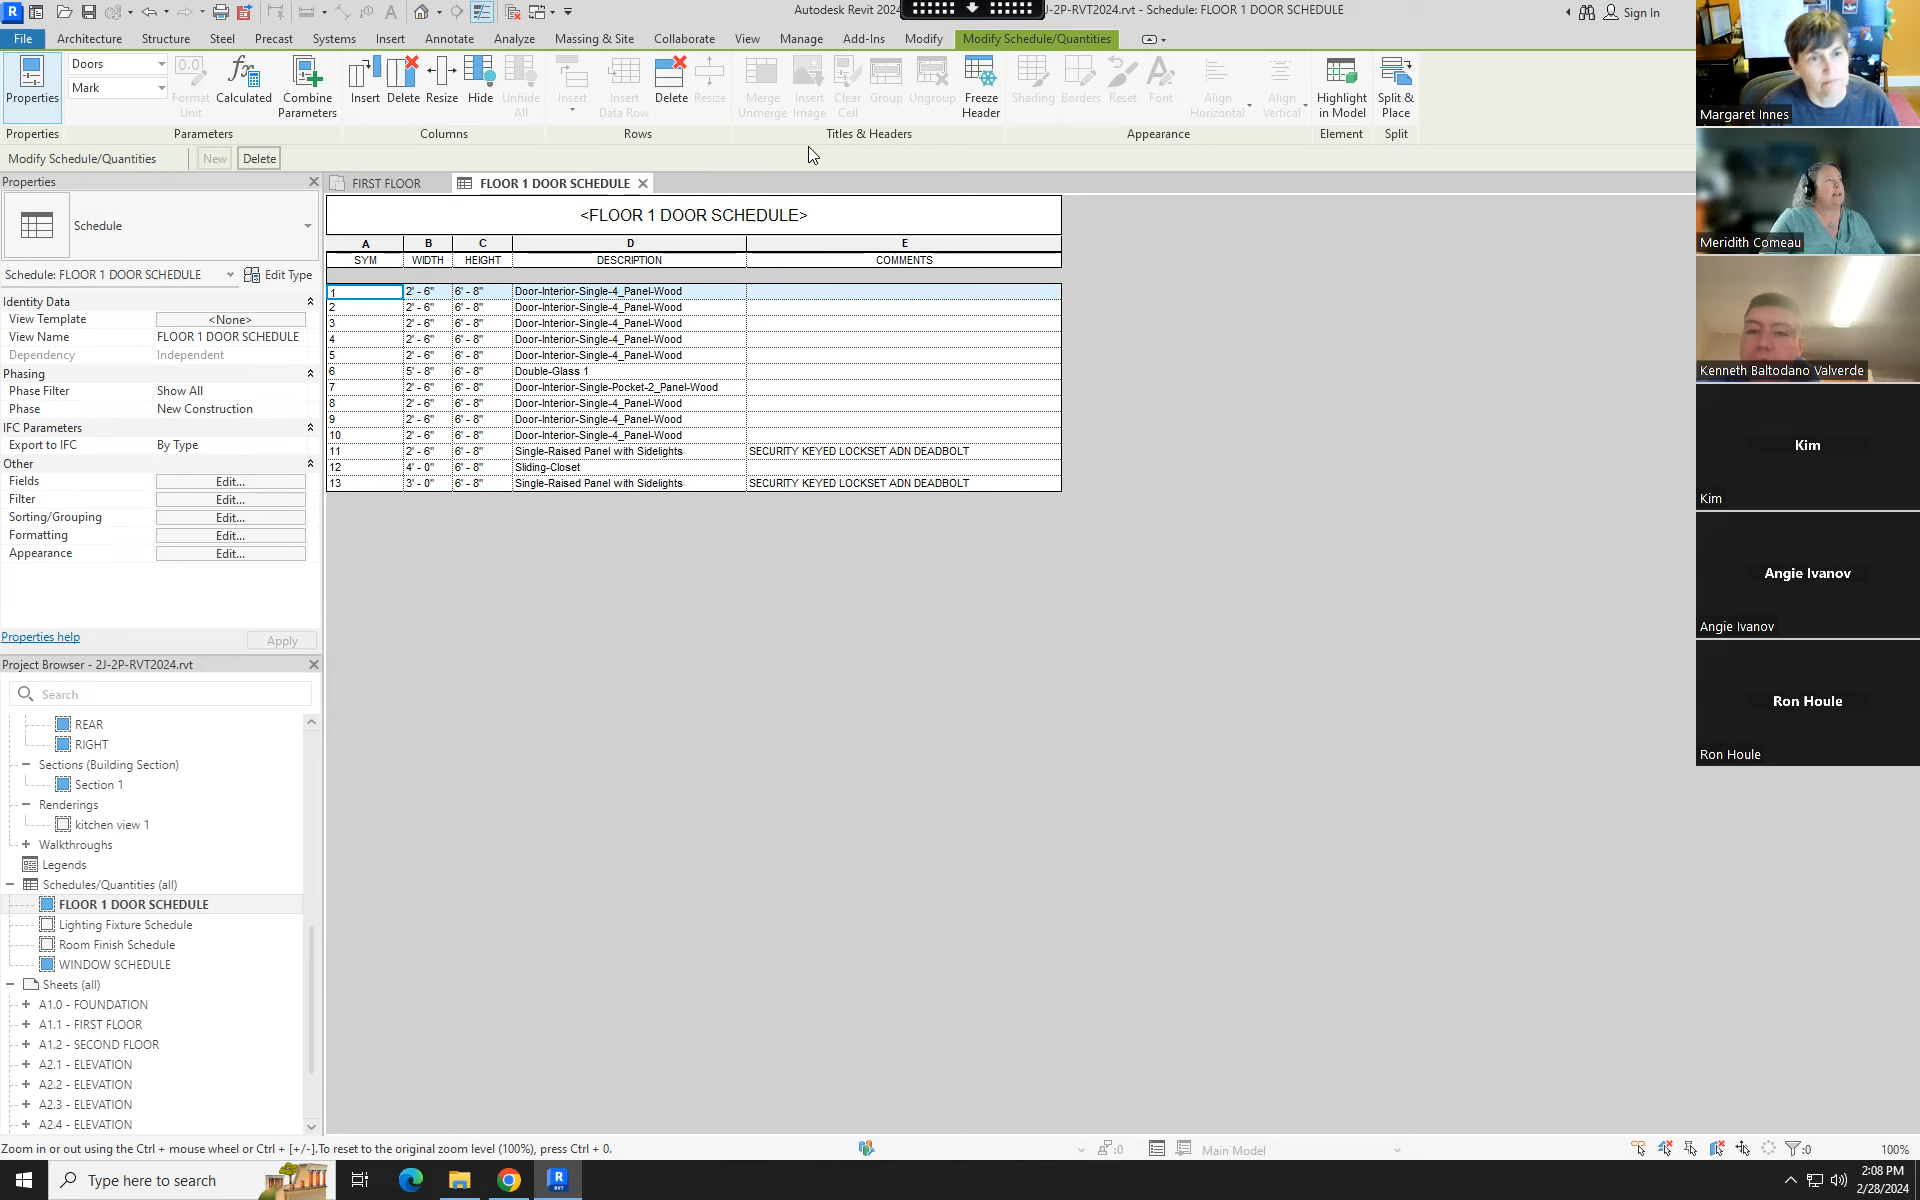 Autodesk Revit 2024
J-2P-RVT2024.rvt - Schedule: FLOOR 1 DOOR SCHEDULE
Sign In
File Architecture Structure Steel Precast Systems Insert Annotate Analyze Massing & Site Collaborate View Manage Add-Ins Modify Modify Schedule/Quantities
Properties
Doors
Mark
Format Unit
Calculated
Combine Parameters
Insert
Delete
Resize
Hide
Unhide All
Insert
Insert Data Row
Delete
Resize
Merge Unmerge
Insert Image
Clear Cell
Group
Ungroup
Freeze Header
Shading
Borders
Reset
Font
Align Horizontal
Align Vertical
Highlight in Model
Split & Place
Properties Parameters Columns Rows Titles & Headers Appearance Element Split
Modify Schedule/Quantities New Delete
Properties
Schedule
Schedule: FLOOR 1 DOOR SCHEDULE Edit Type
Identity Data
View Template <None>
View Name FLOOR 1 DOOR SCHEDULE
Dependency Independent
Phasing
Phase Filter Show All
Phase New Construction
IFC Parameters
Export to IFC By Type
Other
Fields Edit...
Filter Edit...
Sorting/Grouping Edit...
Formatting Edit...
Appearance Edit...
Properties help Apply
Project Browser - 2J-2P-RVT2024.rvt
Search
REAR
RIGHT
Sections (Building Section)
Section 1
Renderings
kitchen view 1
Walkthroughs
Legends
Schedules/Quantities (all)
FLOOR 1 DOOR SCHEDULE
Lighting Fixture Schedule
Room Finish Schedule
WINDOW SCHEDULE
Sheets (all)
A1.0 - FOUNDATION
A1.1 - FIRST FLOOR
A1.2 - SECOND FLOOR
A2.1 - ELEVATION
A2.2 - ELEVATION
A2.3 - ELEVATION
A2.4 - ELEVATION
FIRST FLOOR FLOOR 1 DOOR SCHEDULE
<FLOOR 1 DOOR SCHEDULE>
A B C D E
SYM WIDTH HEIGHT DESCRIPTION COMMENTS
1 2' - 6" 6' - 8" Door-Interior-Single-4_Panel-Wood
2 2' - 6" 6' - 8" Door-Interior-Single-4_Panel-Wood
3 2' - 6" 6' - 8" Door-Interior-Single-4_Panel-Wood
4 2' - 6" 6' - 8" Door-Interior-Single-4_Panel-Wood
5 2' - 6" 6' - 8" Door-Interior-Single-4_Panel-Wood
6 5' - 8" 6' - 8" Double-Glass 1
7 2' - 6" 6' - 8" Door-Interior-Single-Pocket-2_Panel-Wood
8 2' - 6" 6' - 8" Door-Interior-Single-4_Panel-Wood
9 2' - 6" 6' - 8" Door-Interior-Single-4_Panel-Wood
10 2' - 6" 6' - 8" Door-Interior-Single-4_Panel-Wood
11 2' - 6" 6' - 8" Single-Raised Panel with Sidelights SECURITY KEYED LOCKSET ADN DEADBOLT
12 4' - 0" 6' - 8" Sliding-Closet
13 3' - 0" 6' - 8" Single-Raised Panel with Sidelights SECURITY KEYED LOCKSET ADN DEADBOLT
Margaret Innes
Meridith Comeau
Kenneth Baltodano Valverde
Kim
Kim
Angie Ivanov
Angie Ivanov
Ron Houle
Ron Houle
Zoom in or out using the Ctrl + mouse wheel or Ctrl + [+/-].To reset to the original zoom level (100%), press Ctrl + 0.
:0
Main Model
:0
100%
Type here to search
2:08 PM
2/28/2024